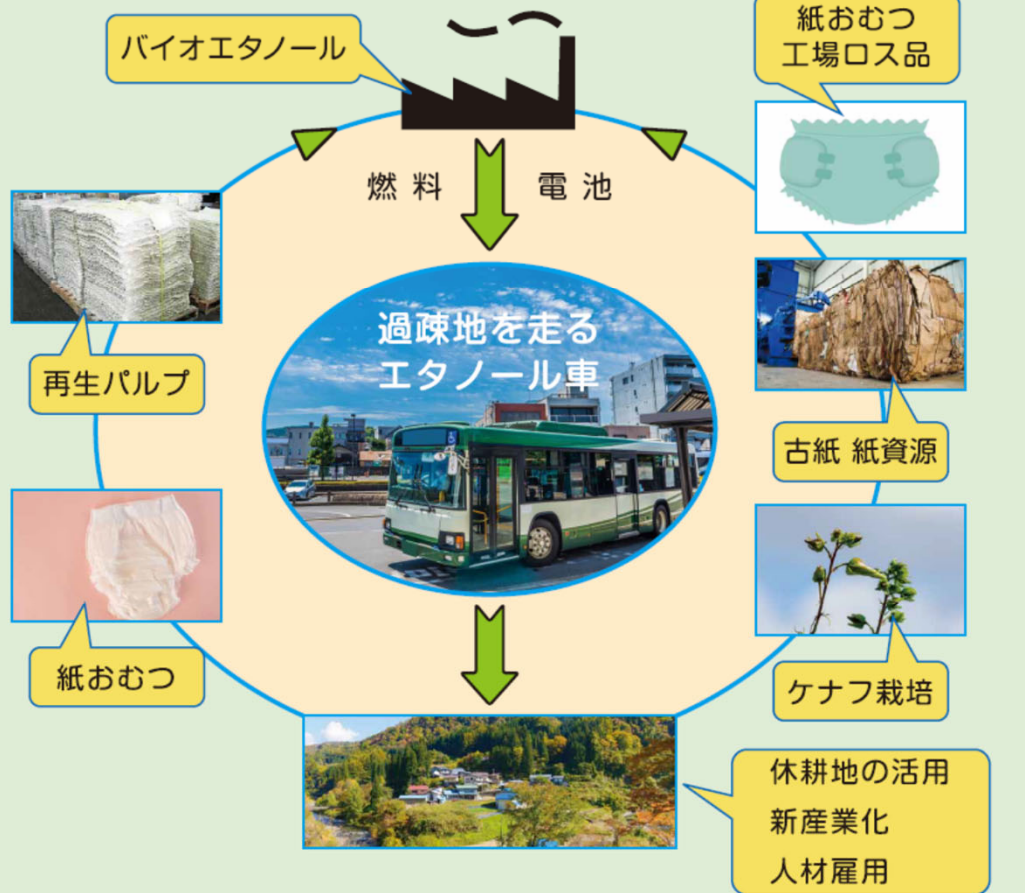 バイオエタノール
紙おむつ
工場ロス品
燃料
電池
過疎地を走る
エタノール車
再生パルプ
古紙 紙資源
紙おむつ
ケナフ栽培
休耕地の活用
新産業化
人材雇用